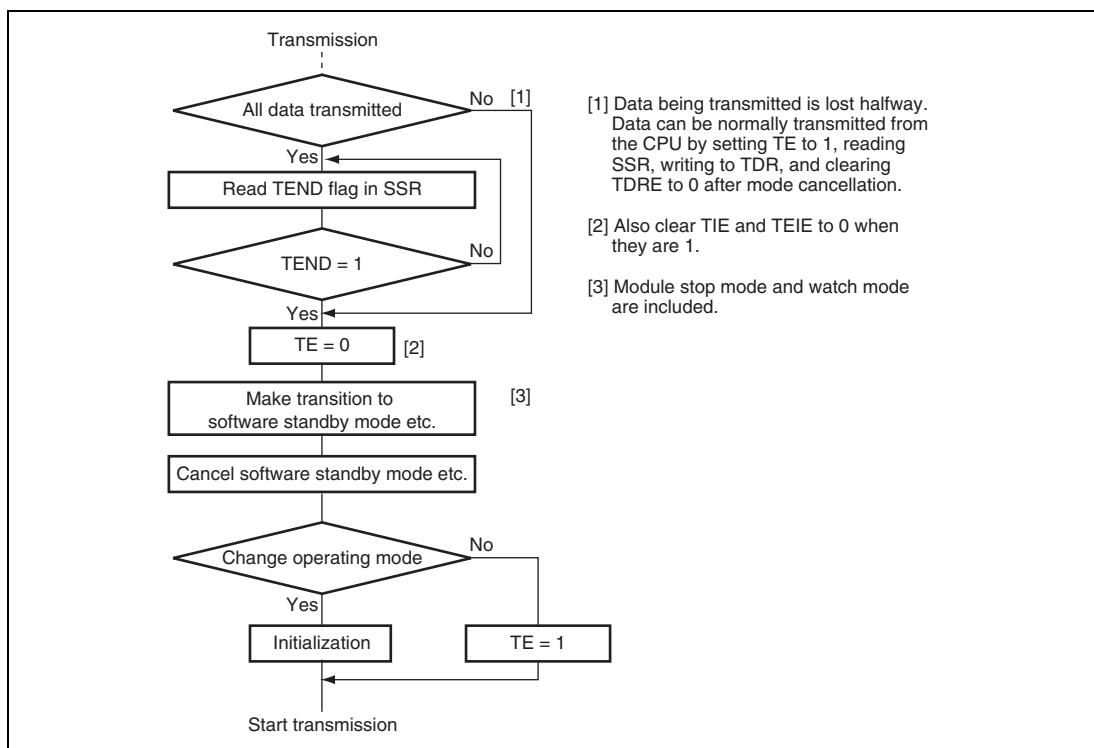 Transmission
All data transmitted
No
[1]
Yes
Read TEND flag in SSR
TEND = 1
No
Yes
TE = 0
[2]
Make transition to
software standby mode etc.
[3]
Cancel software standby mode etc.
Change operating mode
No
Yes
Initialization
TE = 1
Start transmission
[1] Data being transmitted is lost halfway.
Data can be normally transmitted from
the CPU by setting TE to 1, reading
SSR, writing to TDR, and clearing
TDRE to 0 after mode cancellation.
[2] Also clear TIE and TEIE to 0 when
they are 1.
[3] Module stop mode and watch mode
are included.